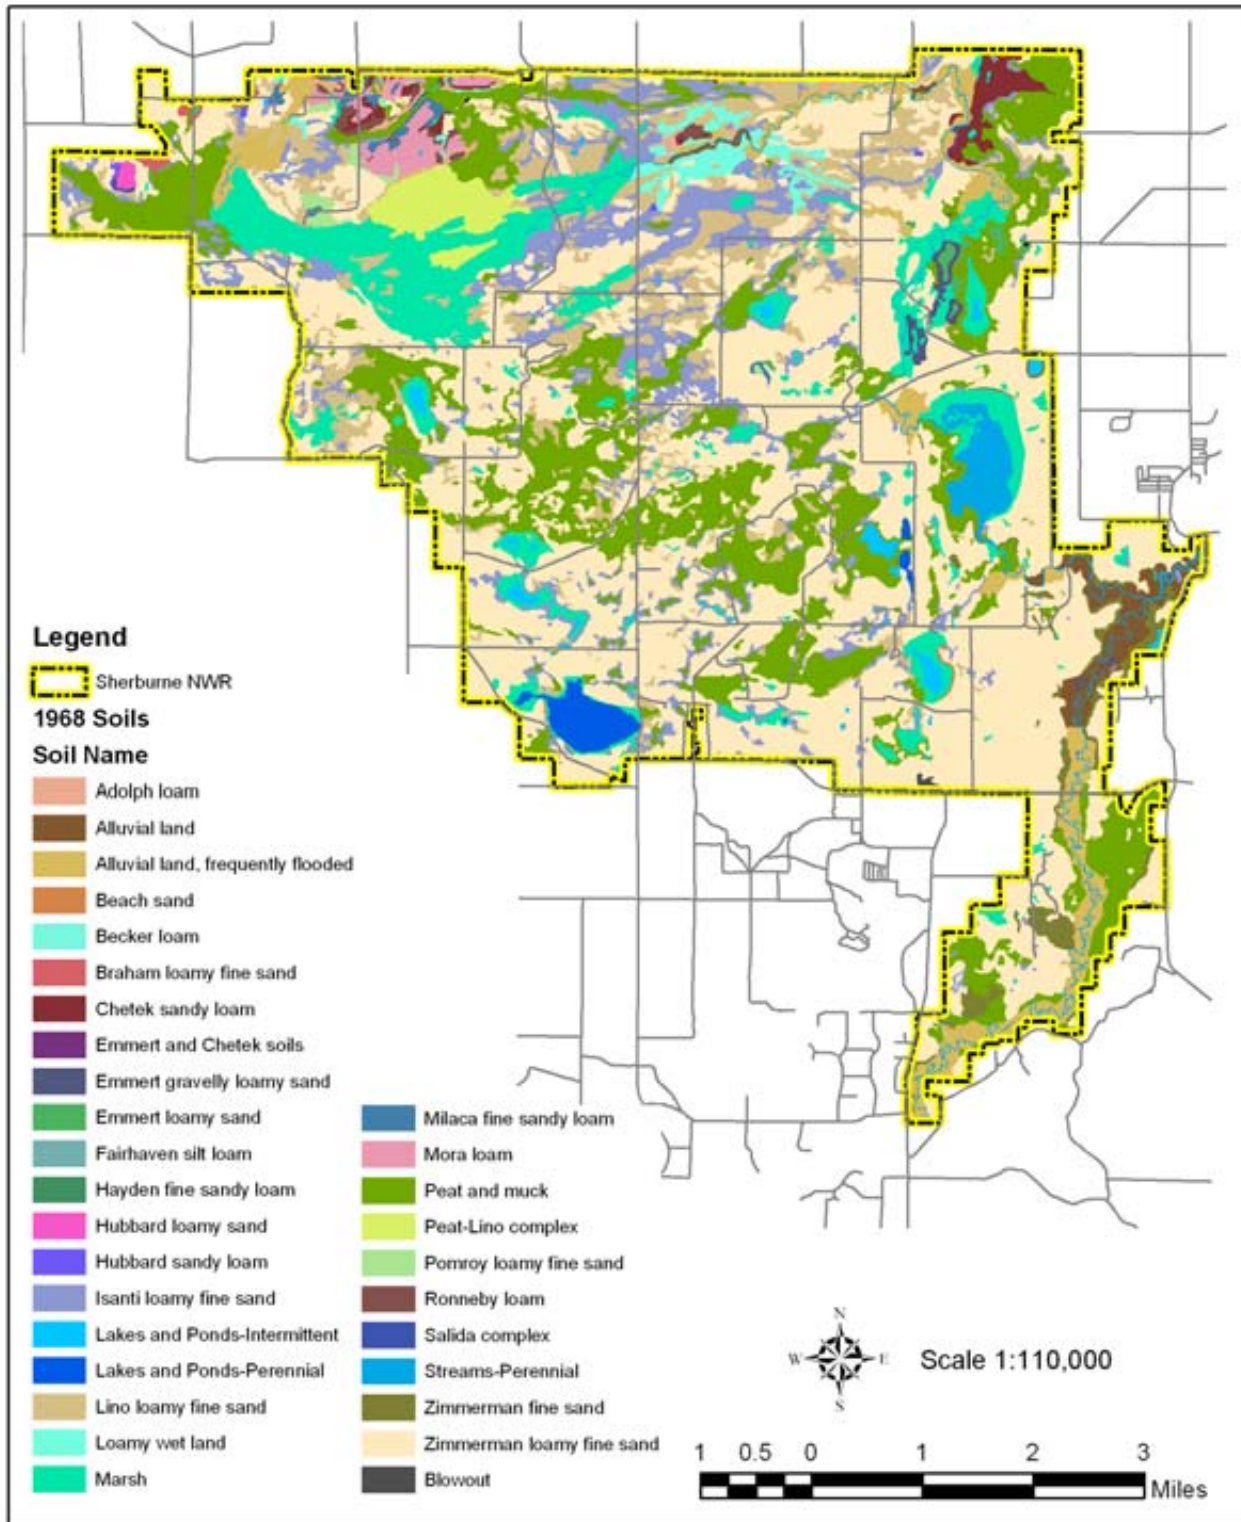 Legend
Sherburne NWR
1968 Soils
Soil Name
Adolph loam
Alluvial land
Alluvial land, frequently flooded
Beach sand
Becker loam
Braham loamy fine sand
Chetek sandy loam
Emmert and Chetek soils
Emmert gravelly loamy sand
Emmert loamy sand
Fairhaven silt loam
Hayden fine sandy loam
Hubbard loamy sand
Hubbard sandy loam
Isanti loamy fine sand
Lakes and Ponds-Intermittent
Lakes and Ponds-Perennial
Lino loamy fine sand
Loamy wet land
Marsh
Milaca fine sandy loam
Mora loam
Peat and muck
Peat-Lino complex
Pomroy loamy fine sand
Ronneby loam
Salida complex
Streams-Perennial
Zimmerman fine sand
Zimmerman loamy fine sand
Blowout
N
W E
S
Scale 1:110,000
1 0.5 0 1 2 3
Miles